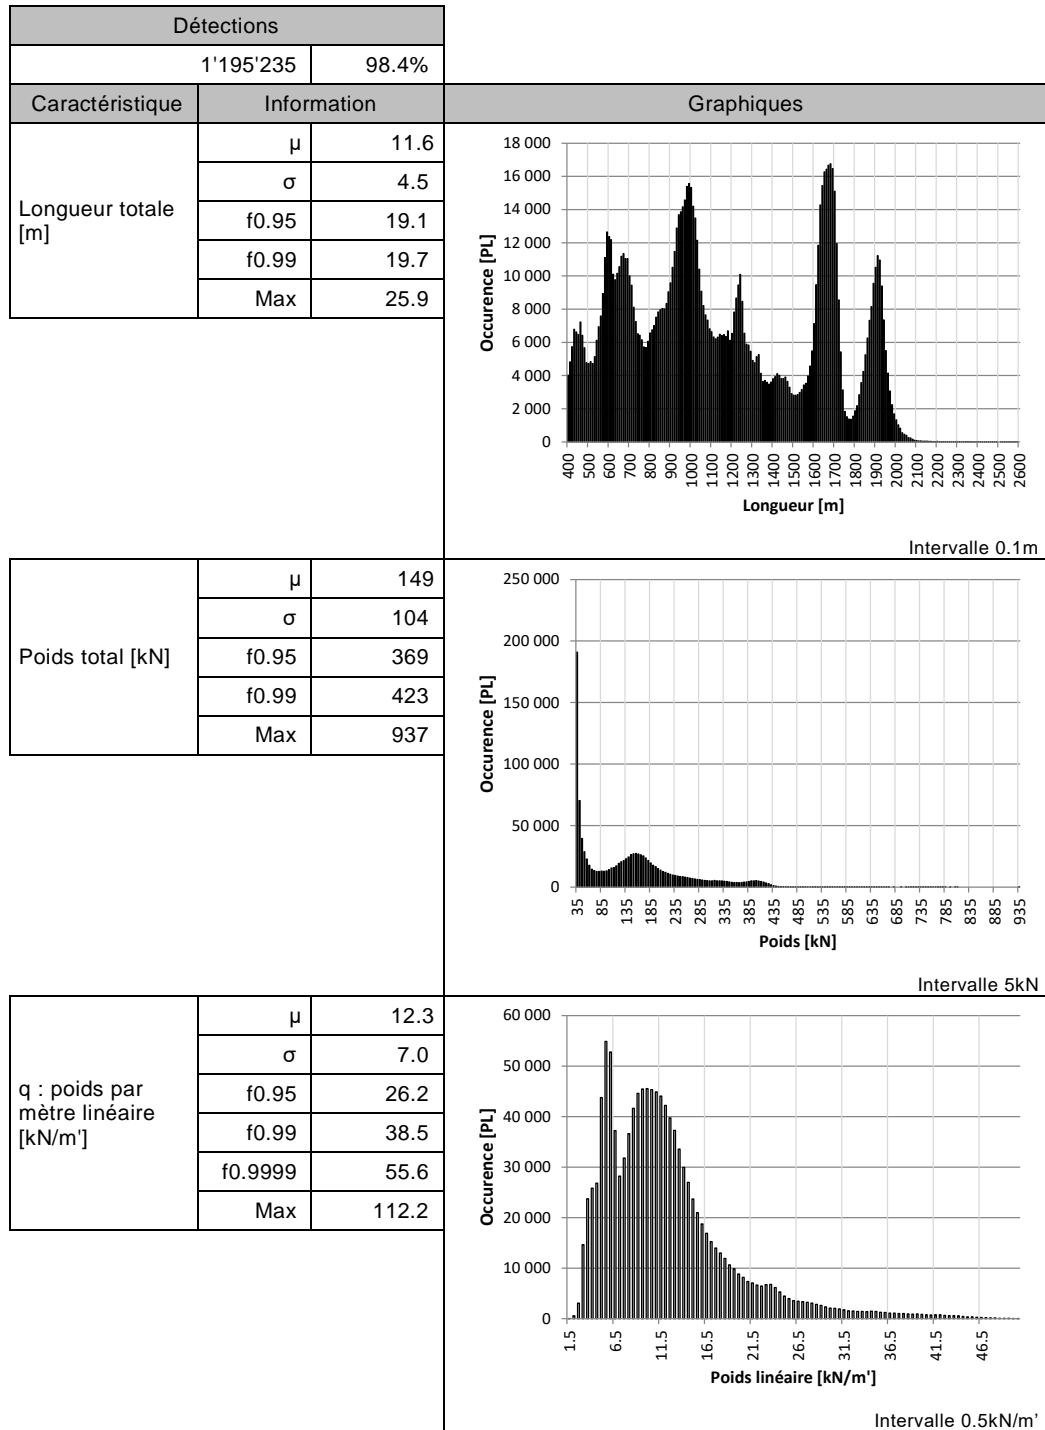 Détections
1'195'235 98.4%
Caractéristique Information Graphiques
Longueur totale [m]
µ 11.6
σ 4.5
f0.95 19.1
f0.99 19.7
Max 25.9
18 000
16 000
14 000
12 000
10 000
8 000
6 000
4 000
2 000
0
Occurence [PL]
400 500 600 700 800 900 1000 1100 1200 1300 1400 1500 1600 1700 1800 1900 2000 2100 2200 2300 2400 2500 2600
Longueur [m]
Intervalle 0.1m
Poids total [kN]
µ 149
σ 104
f0.95 369
f0.99 423
Max 937
250 000
200 000
150 000
100 000
50 000
0
Occurence [PL]
35 85 135 185 235 285 335 385 435 485 535 585 635 685 735 785 835 885 935
Poids [kN]
Intervalle 5kN
q : poids par
mètre linéaire
[kN/m']
µ 12.3
σ 7.0
f0.95 26.2
f0.99 38.5
f0.9999 55.6
Max 112.2
60 000
50 000
40 000
30 000
20 000
10 000
0
Occurence [PL]
1.5 6.5 11.5 16.5 21.5 26.5 31.5 36.5 41.5 46.5
Poids linéaire [kN/m']
Intervalle 0.5kN/m’